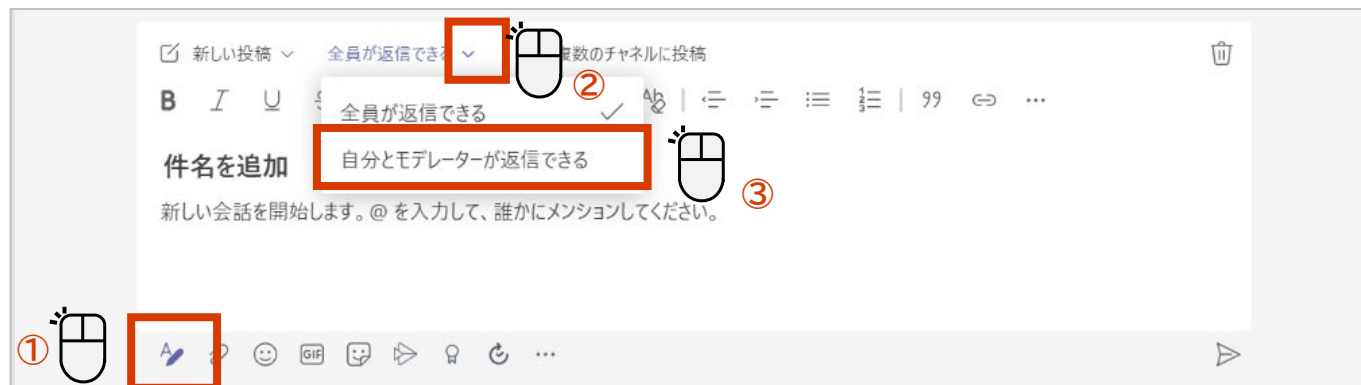 新しい投稿 全員が返信でき 複数のチャネルに投稿
②
B I U Ab 99 …
全員が返信できる
件名を追加 自分とモデレーターが返信できる
③
新しい会話を開始します。@ を入力して、誰かにメンションしてください。
① A GIF …